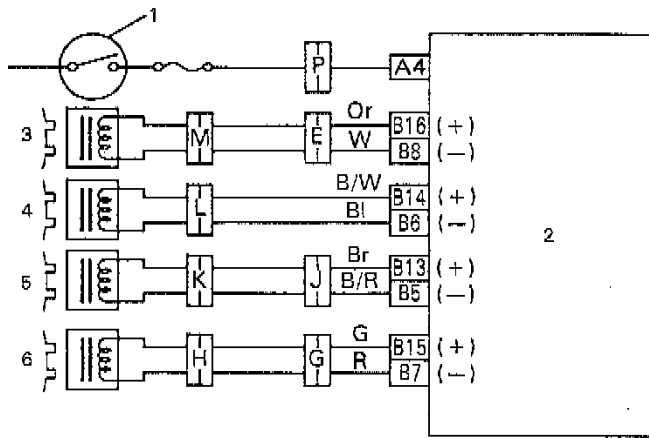 1
P A4
3 M E Or B16 (+)
W B8 (−)
4 L B/W B14 (+)
Bl B6 (−)
2
5 K J Br B13 (+)
B/R B5 (−)
6 H G G B15 (+)
R B7 (−)